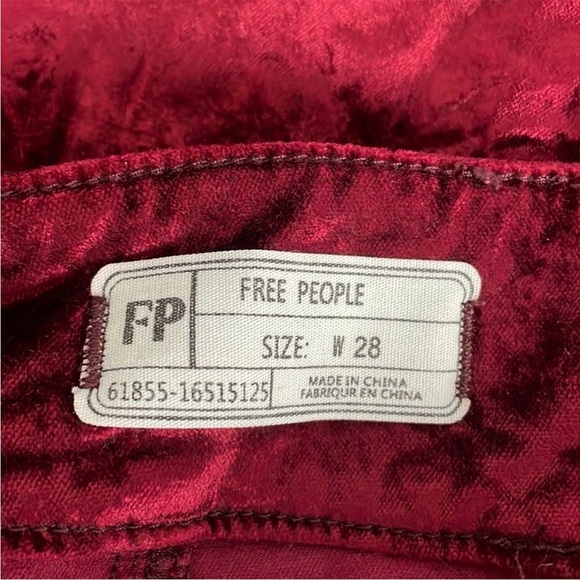 FP
FREE PEOPLE
SIZE: W 28
61855-16515125
MADE IN CHINA
FABRIQUR EN CHINA